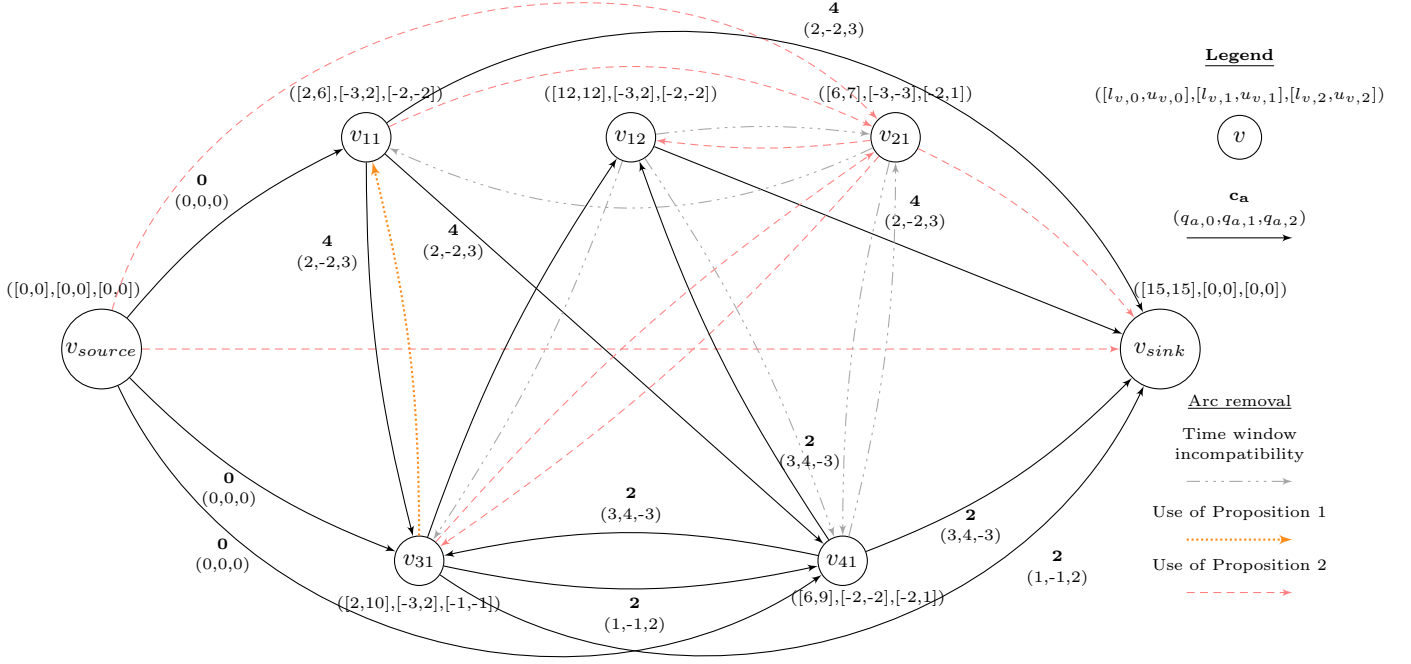 4
(2,-2,3)
Legend
([2,6],[-3,2],[-2,-2])
([12,12],[-3,2],[-2,-2])
([6,7],[-3,-3],[-2,1])
([l_{v,0},u_{v,0}],[l_{v,1},u_{v,1}],[l_{v,2},u_{v,2}])
v_{11}
v_{12}
v_{21}
v
0
(0,0,0)
c_a
(q_{a,0},q_{a,1},q_{a,2})
4
(2,-2,3)
4
(2,-2,3)
4
(2,-2,3)
([0,0],[0,0],[0,0])
([15,15],[0,0],[0,0])
v_{source}
v_{sink}
Arc removal
Time window
incompatibility
2
(3,4,-3)
0
(0,0,0)
2
(3,4,-3)
2
(3,4,-3)
Use of Proposition 1
0
(0,0,0)
v_{31}
v_{41}
2
(1,-1,2)
Use of Proposition 2
([2,10],[-3,2],[-1,-1])
2
(1,-1,2)
([6,9],[-2,-2],[-2,1])